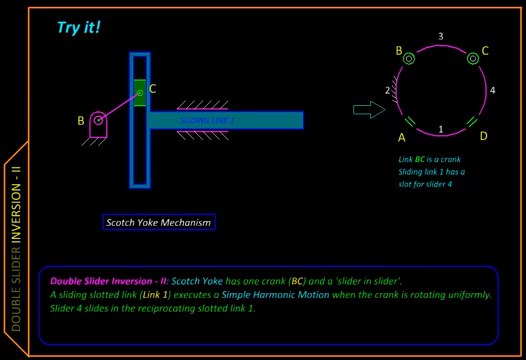 Try it!
C
B
SLIDING LINK 1
Scotch Yoke Mechanism
3
B
C
2
4
A
1
D
Link BC is a crank
Sliding link 1 has a
slot for slider 4
DOUBLE SLIDER INVERSION - II
Double Slider Inversion - II: Scotch Yoke has one crank (BC) and a 'slider in slider'.
A sliding slotted link (Link 1) executes a Simple Harmonic Motion when the crank is rotating uniformly.
Slider 4 slides in the reciprocating slotted link 1.